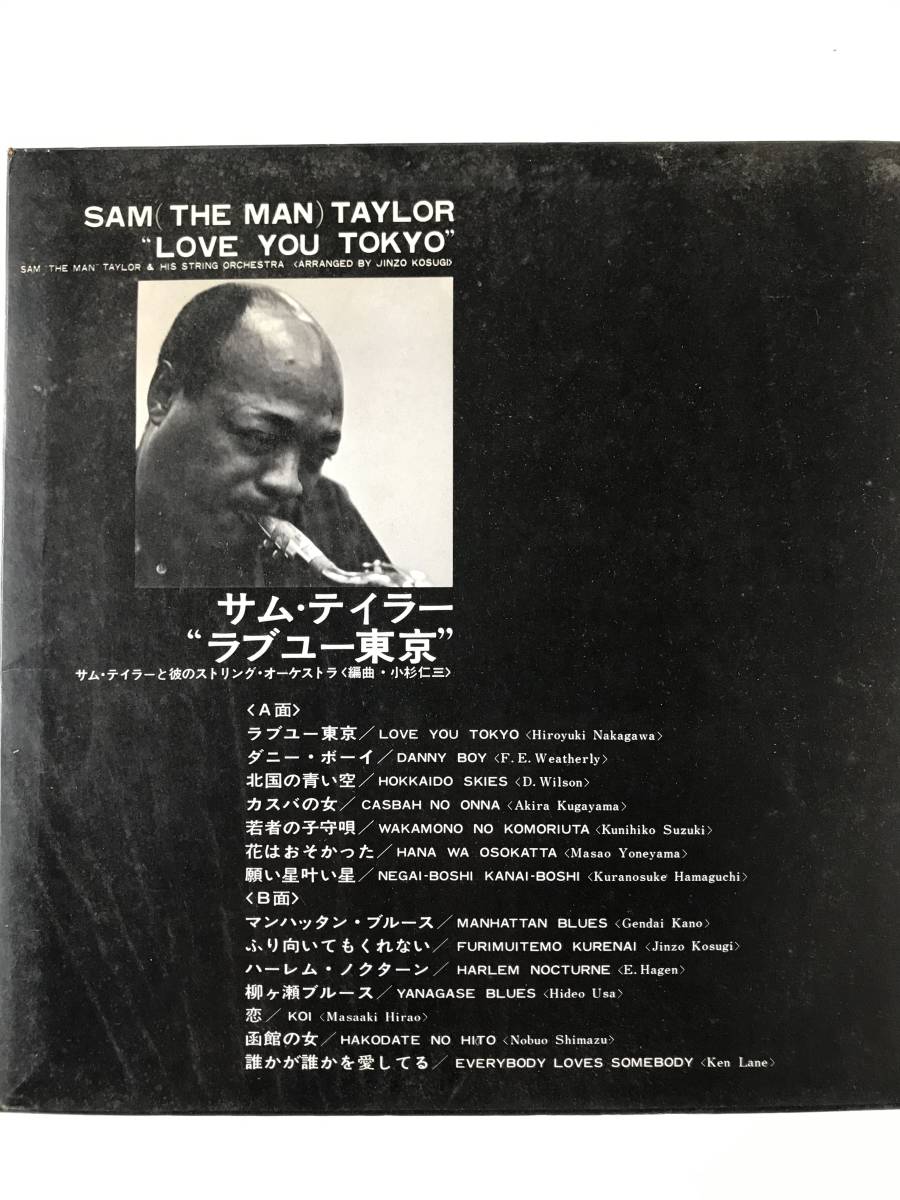 SAM(THE MAN)TAYLOR
“LOVE YOU TOKYO”
SAM "THE MAN" TAYLOR & HIS STRING ORCHESTRA 〈ARRANGED BY JINZO KOSUGI〉
サム・テイラー
“ラブユー東京”
サム・テイラーと彼のストリング・オーケストラ〈編曲・小杉仁三〉
〈A面〉
ラブユー東京／LOVE YOU TOKYO〈Hiroyuki Nakagawa〉
ダニー・ボーイ／DANNY BOY〈F.E.Weatherly〉
北国の青い空／HOKKAIDO SKIES〈D.Wilson〉
カスバの女／CASBAH NO ONNA〈Akira Kugayama〉
若者の子守唄／WAKAMONO NO KOMORIUTA〈Kunihiko Suzuki〉
花はおそかった／HANA WA OSOKATTA〈Masao Yoneyama〉
願い星叶い星／NEGAI-BOSHI KANAI-BOSHI〈Kuranosuke Hamaguchi〉
〈B面〉
マンハッタン・ブルース／MANHATTAN BLUES〈Gendai Kano〉
ふり向いてもくれない／FURIMUITEMO KURENAI〈Jinzo Kosugi〉
ハーレム・ノクターン／HARLEM NOCTURNE〈E.Hagen〉
柳ヶ瀬ブルース／YANAGASE BLUES〈Hideo Usa〉
恋／KOI〈Masaaki Hirao〉
函館の女／HAKODATE NO HITO〈Nobuo Shimazu〉
誰かが誰かを愛してる／EVERYBODY LOVES SOMEBODY〈Ken Lane〉